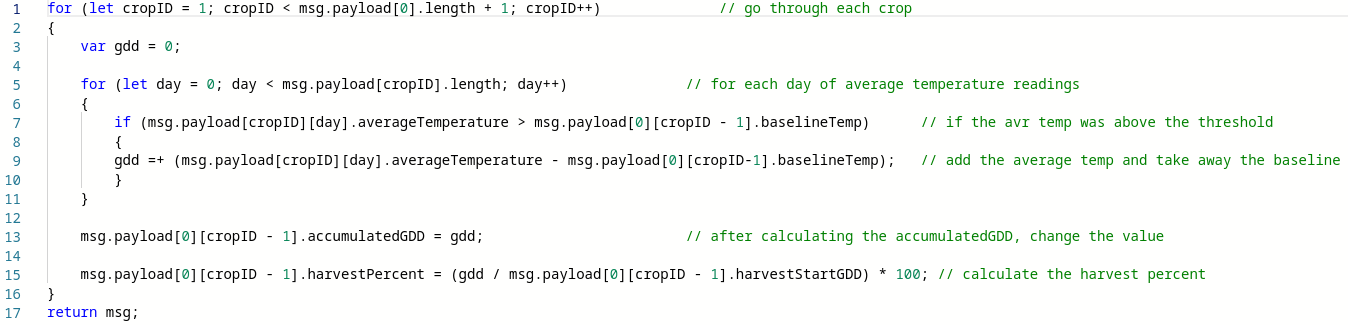 1 for (let cropID = 1; cropID < msg.payload[0].length + 1; cropID++) // go through each crop
2 {
3 var gdd = 0;
4
5 for (let day = 0; day < msg.payload[cropID].length; day++) // for each day of average temperature readings
6 {
7 if (msg.payload[cropID][day].averageTemperature > msg.payload[0][cropID - 1].baselineTemp) // if the avr temp was above the threshold
8 {
9 gdd =+ (msg.payload[cropID][day].averageTemperature - msg.payload[0][cropID-1].baselineTemp); // add the average temp and take away the baseline
10 }
11 }
12
13 msg.payload[0][cropID - 1].accumulatedGDD = gdd; // after calculating the accumulatedGDD, change the value
14
15 msg.payload[0][cropID - 1].harvestPercent = (gdd / msg.payload[0][cropID - 1].harvestStartGDD) * 100; // calculate the harvest percent
16 }
17 return msg;